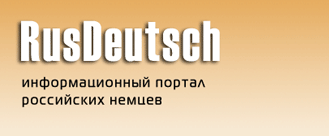 RusDeutsch
информационный портал
российских немцев